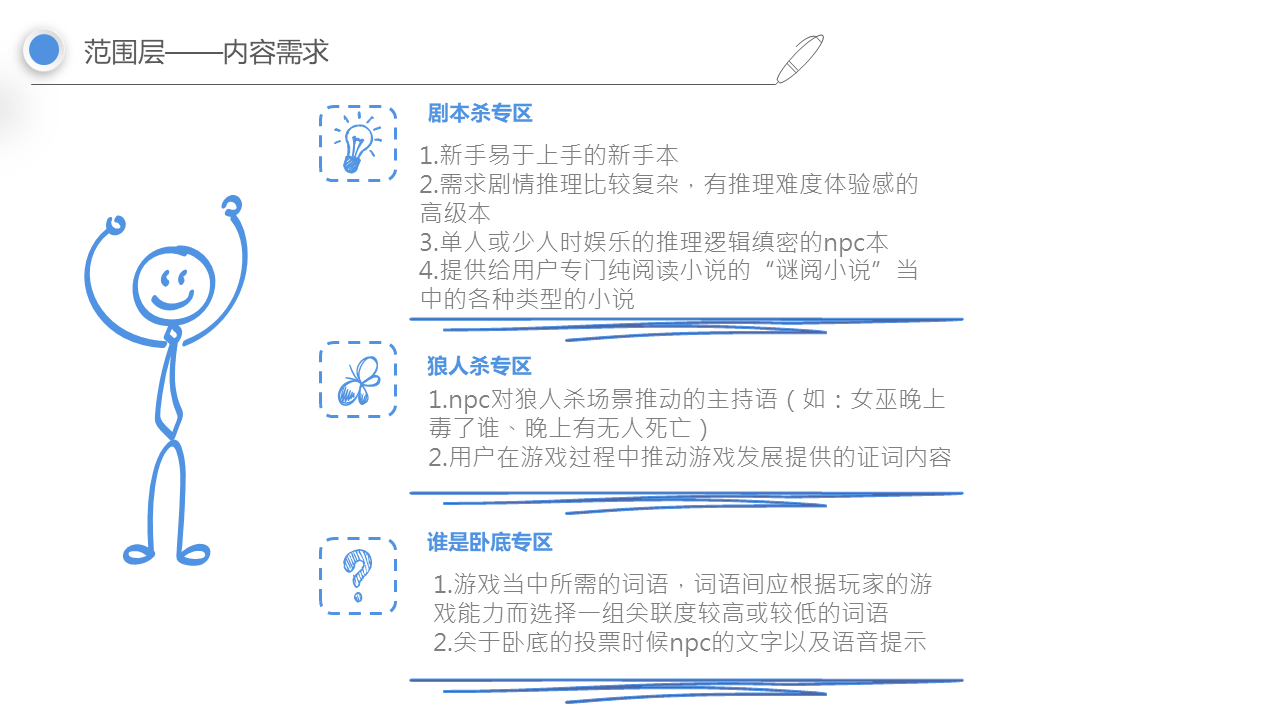 范围层——内容需求
剧本杀专区
1.新手易于上手的新手本
2.需求剧情推理比较复杂，有推理难度体验感的
高级本
3.单人或少人时娱乐的推理逻辑缜密的npc本
4.提供给用户专门纯阅读小说的“谜阅小说”当
中的各种类型的小说
狼人杀专区
1.npc对狼人杀场景推动的主持语（如：女巫晚上
毒了谁、晚上有无人死亡）
2.用户在游戏过程中推动游戏发展提供的证词内容
谁是卧底专区
1.游戏当中所需的词语，词语间应根据玩家的游
戏能力而选择一组关联度较高或较低的词语
2.关于卧底的投票时候npc的文字以及语音提示